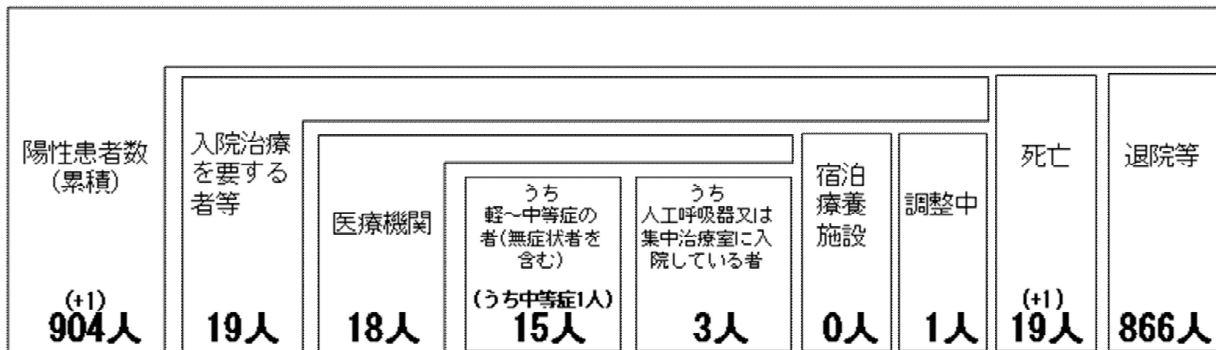 陽性患者数
(累積)
(+1)
904人
入院治療
を要する
者等
19人
医療機関
18人
うち
軽～中等症の
者(無症状者を
含む)
(うち中等症1人)
15人
うち
人工呼吸器又は
集中治療室に入
院している者
3人
宿泊
療養
施設
0人
調整中
1人
死亡
(+1)
19人
退院等
866人